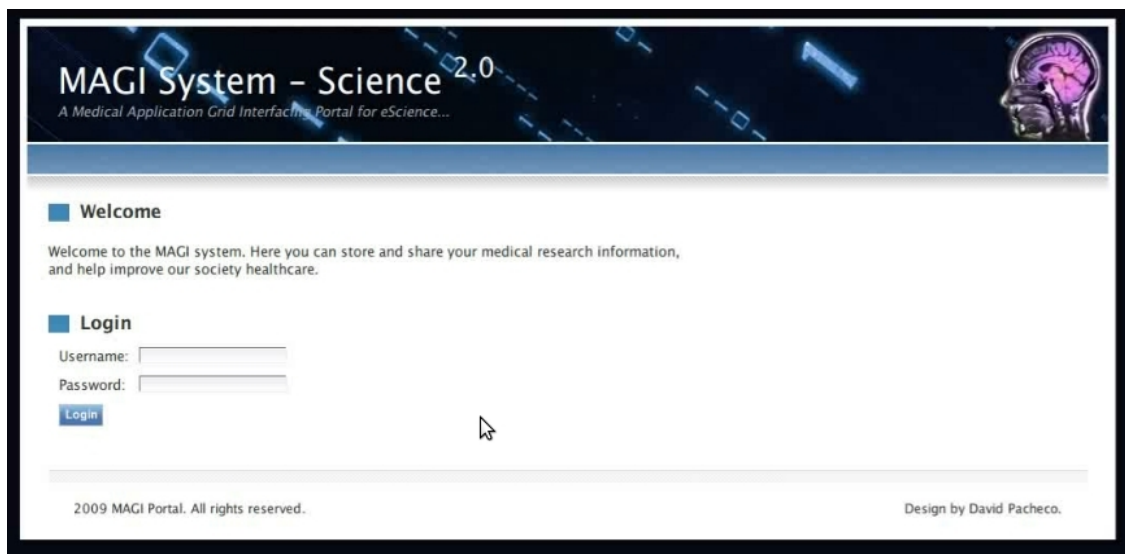 MAGI System – Science 2.0
A Medical Application Grid Interfacing Portal for eScience...
Welcome
Welcome to the MAGI system. Here you can store and share your medical research information,
and help improve our society healthcare.
Login
Username:
Password:
Login
2009 MAGI Portal. All rights reserved.
Design by David Pacheco.